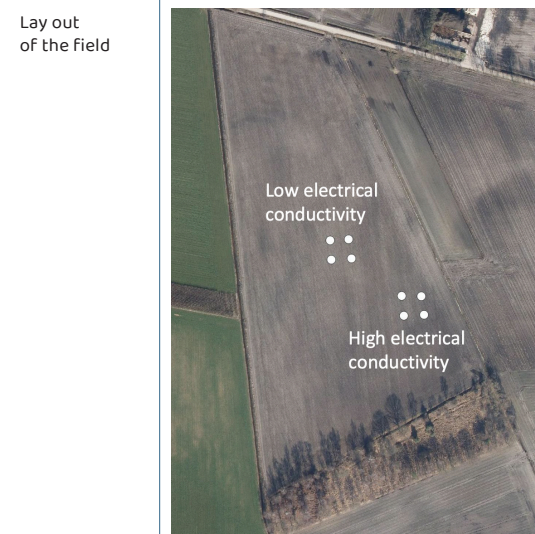 Lay out
of the field
Low electrical
conductivity
High electrical
conductivity